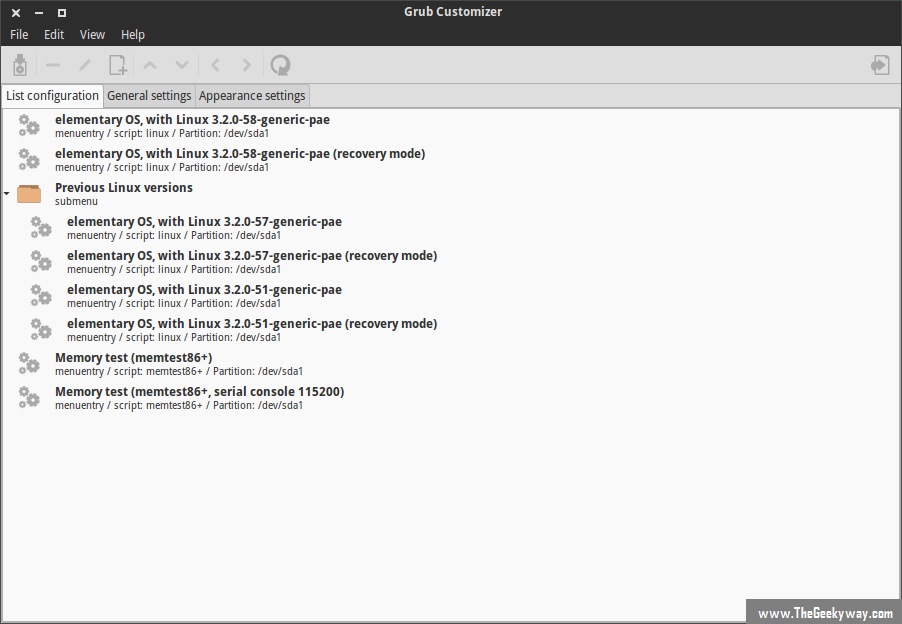 Grub Customizer
File Edit View Help
List configuration General settings Appearance settings
elementary OS, with Linux 3.2.0-58-generic-pae
menuentry / script: linux / Partition: /dev/sda1
elementary OS, with Linux 3.2.0-58-generic-pae (recovery mode)
menuentry / script: linux / Partition: /dev/sda1
Previous Linux versions
submenu
elementary OS, with Linux 3.2.0-57-generic-pae
menuentry / script: linux / Partition: /dev/sda1
elementary OS, with Linux 3.2.0-57-generic-pae (recovery mode)
menuentry / script: linux / Partition: /dev/sda1
elementary OS, with Linux 3.2.0-51-generic-pae
menuentry / script: linux / Partition: /dev/sda1
elementary OS, with Linux 3.2.0-51-generic-pae (recovery mode)
menuentry / script: linux / Partition: /dev/sda1
Memory test (memtest86+)
menuentry / script: memtest86+ / Partition: /dev/sda1
Memory test (memtest86+, serial console 115200)
menuentry / script: memtest86+ / Partition: /dev/sda1
www.TheGeekyway.com